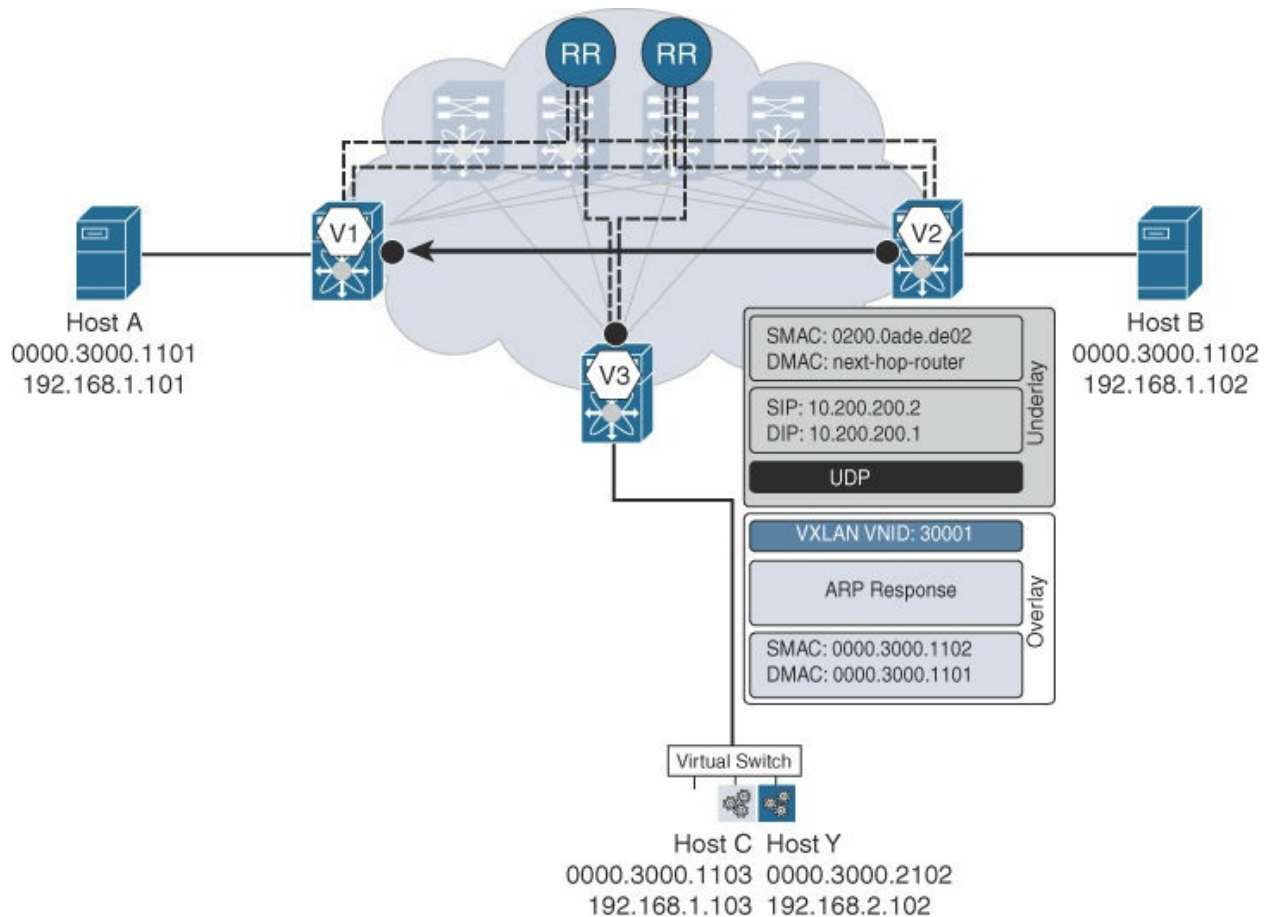 RR
RR
V1
V2
V3
Host A
0000.3000.1101
192.168.1.101
Host B
0000.3000.1102
192.168.1.102
SMAC: 0200.0ade.de02
DMAC: next-hop-router
SIP: 10.200.200.2
DIP: 10.200.200.1
UDP
Underlay
VXLAN VNID: 30001
ARP Response
SMAC: 0000.3000.1102
DMAC: 0000.3000.1101
Overlay
Virtual Switch
Host C
0000.3000.1103
192.168.1.103
Host Y
0000.3000.2102
192.168.2.102